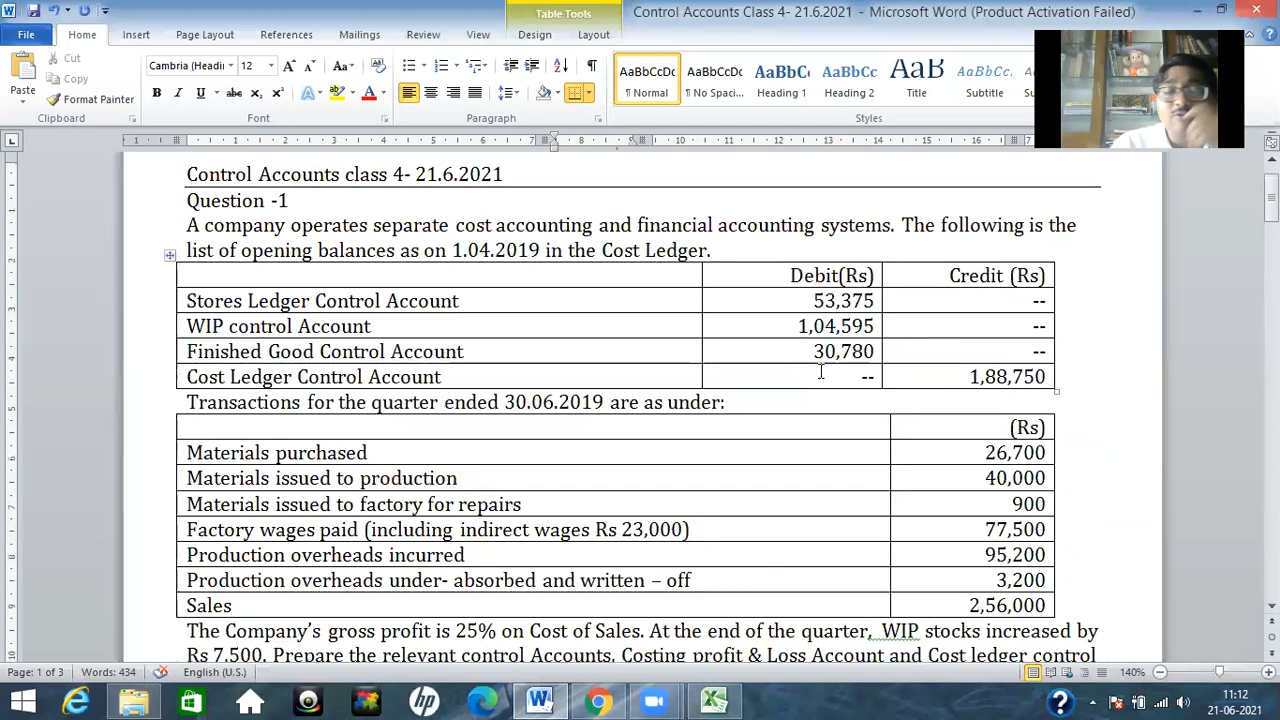 Table Tools
Control Accounts Class 4- 21.6.2021 - Microsoft Word (Product Activation Failed)
File Home Insert Page Layout References Mailings Review View Design Layout
Paste
Cut
Copy
Format Painter
Clipboard
Cambria (Headi 12
Font
Paragraph
AaBbCcDc AaBbCcDc AaBbC AaBbCc AaB AaBbCc.
¶ Normal ¶ No Spaci... Heading 1 Heading 2 Title Subtitle
Styles
Control Accounts class 4- 21.6.2021
Question -1
A company operates separate cost accounting and financial accounting systems. The following is the
list of opening balances as on 1.04.2019 in the Cost Ledger.
Debit(Rs) Credit (Rs)
Stores Ledger Control Account 53,375 --
WIP control Account 1,04,595 --
Finished Good Control Account 30,780 --
Cost Ledger Control Account -- 1,88,750
Transactions for the quarter ended 30.06.2019 are as under:
(Rs)
Materials purchased 26,700
Materials issued to production 40,000
Materials issued to factory for repairs 900
Factory wages paid (including indirect wages Rs 23,000) 77,500
Production overheads incurred 95,200
Production overheads under- absorbed and written – off 3,200
Sales 2,56,000
The Company's gross profit is 25% on Cost of Sales. At the end of the quarter, WIP stocks increased by
Rs 7,500. Prepare the relevant control Accounts, Costing profit & Loss Account and Cost ledger control
Page: 1 of 3 Words: 434 English (U.S.) 140%
11:12
21-06-2021